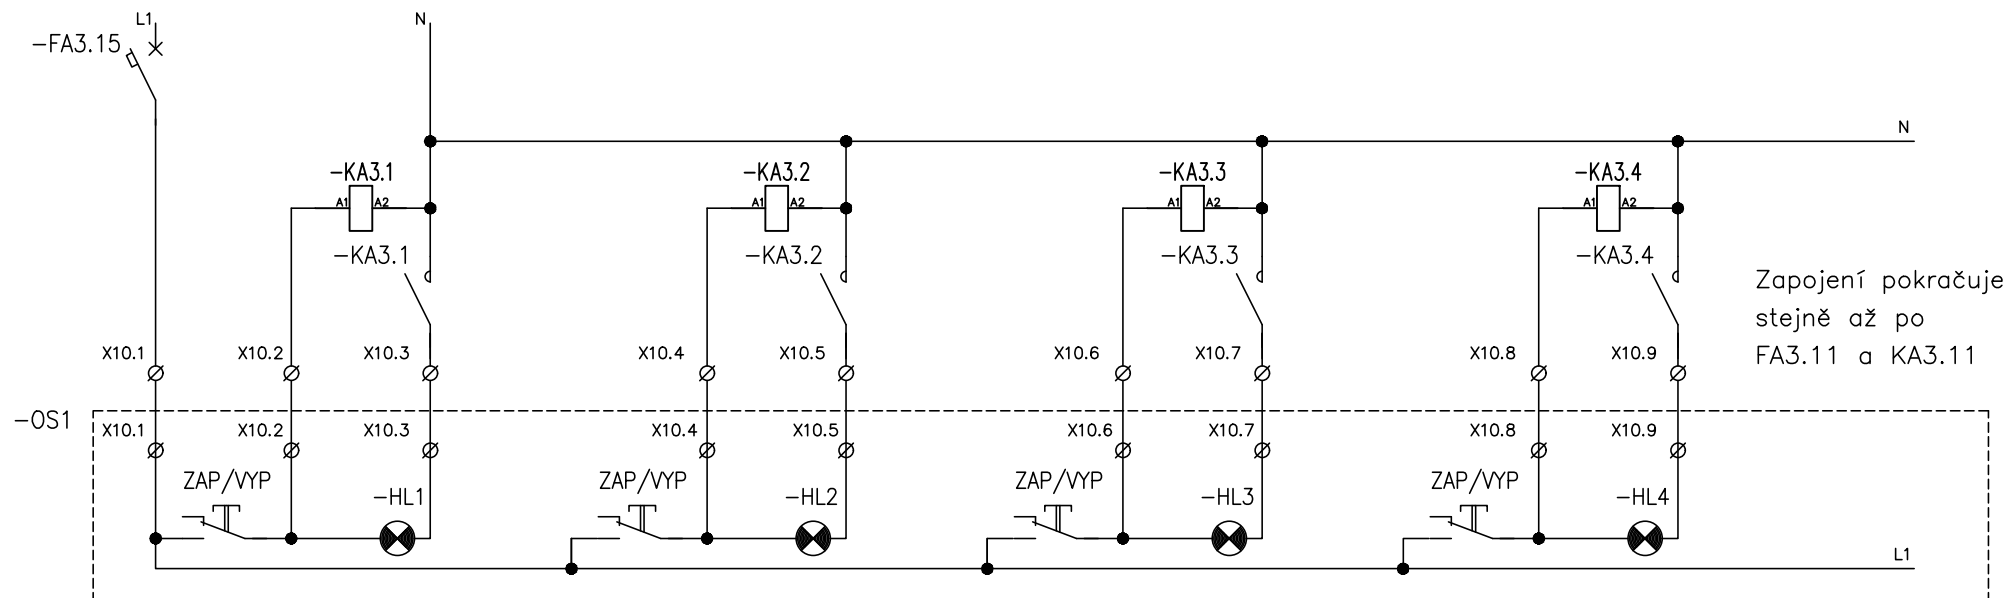 L1
N
-FA3.15
N
-KA3.1
-KA3.2
-KA3.3
-KA3.4
A1 A2
A1 A2
A1 A2
A1 A2
-KA3.1
-KA3.2
-KA3.3
-KA3.4
Zapojení pokračuje
stejně až po
FA3.11 a KA3.11
X10.1
X10.2
X10.3
X10.4
X10.5
X10.6
X10.7
X10.8
X10.9
-OS1
X10.1
X10.2
X10.3
X10.4
X10.5
X10.6
X10.7
X10.8
X10.9
ZAP/VYP
-HL1
ZAP/VYP
-HL2
ZAP/VYP
-HL3
ZAP/VYP
-HL4
L1